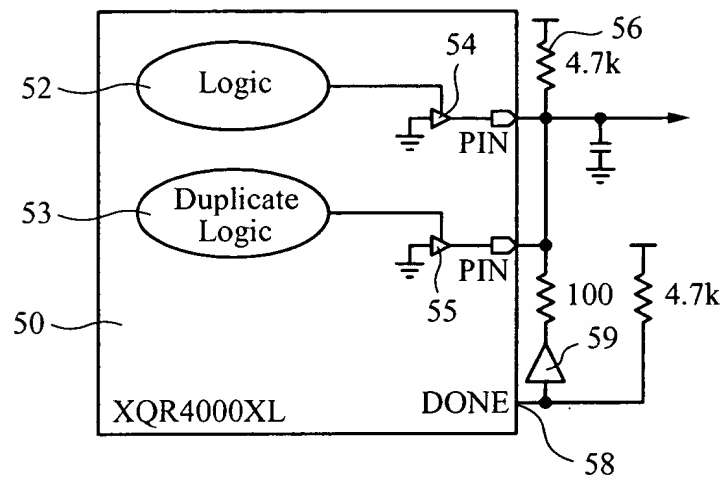 54
56
52
Logic
4.7k
PIN
53
Duplicate
Logic
PIN
50
55
100
4.7k
59
XQR4000XL
DONE
58